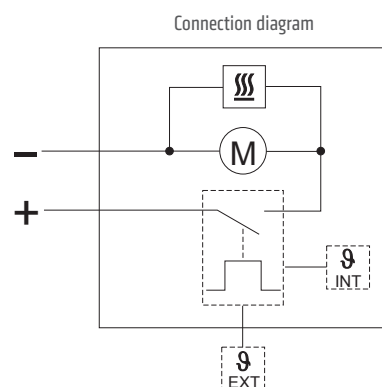 Connection diagram
−
M
+
ϑ
INT
ϑ
EXT